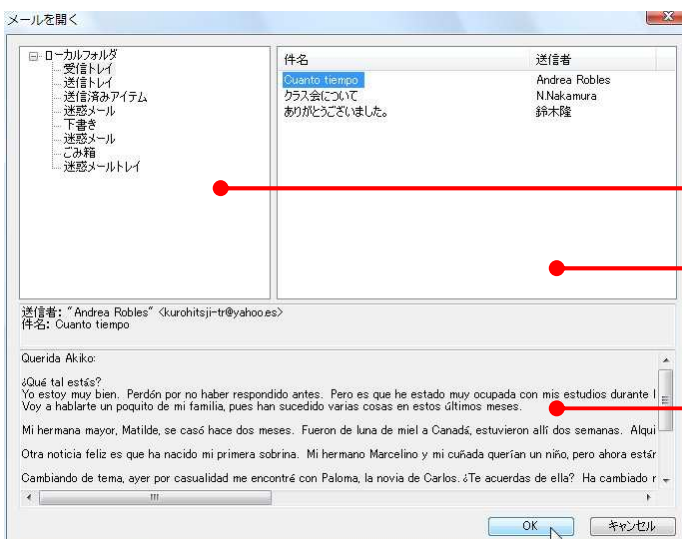 メールを開く
ローカルフォルダ
受信トレイ
送信トレイ
送信済みアイテム
迷惑メール
下書き
迷惑メール
ごみ箱
迷惑メールトレイ
件名 送信者
Cuanto tiempo Andrea Robles
クラス会について N.Nakamura
ありがとうございました。 鈴木隆
送信者: "Andrea Robles" <kurohitsji-tr@yahoo.es>
件名: Cuanto tiempo
Querida Akiko:
¿Qué tal estás?
Yo estoy muy bien. Perdón por no haber respondido antes. Pero es que he estado muy ocupada con mis estudios durante
Voy a hablarte un poquito de mi familia, pues han sucedido varias cosas en estos últimos meses.
Mi hermana mayor, Matilde, se casó hace dos meses. Fueron de luna de miel a Canadá, estuvieron allí dos semanas. Alqui
Otra noticia feliz es que ha nacido mi primera sobrina. Mi hermano Marcelino y mi cuñada querían un niño, pero ahora están
Cambiando de tema, ayer por casualidad me encontré con Paloma, la novia de Carlos. ¿Te acuerdas de ella? Ha cambiado
OK キャンセル